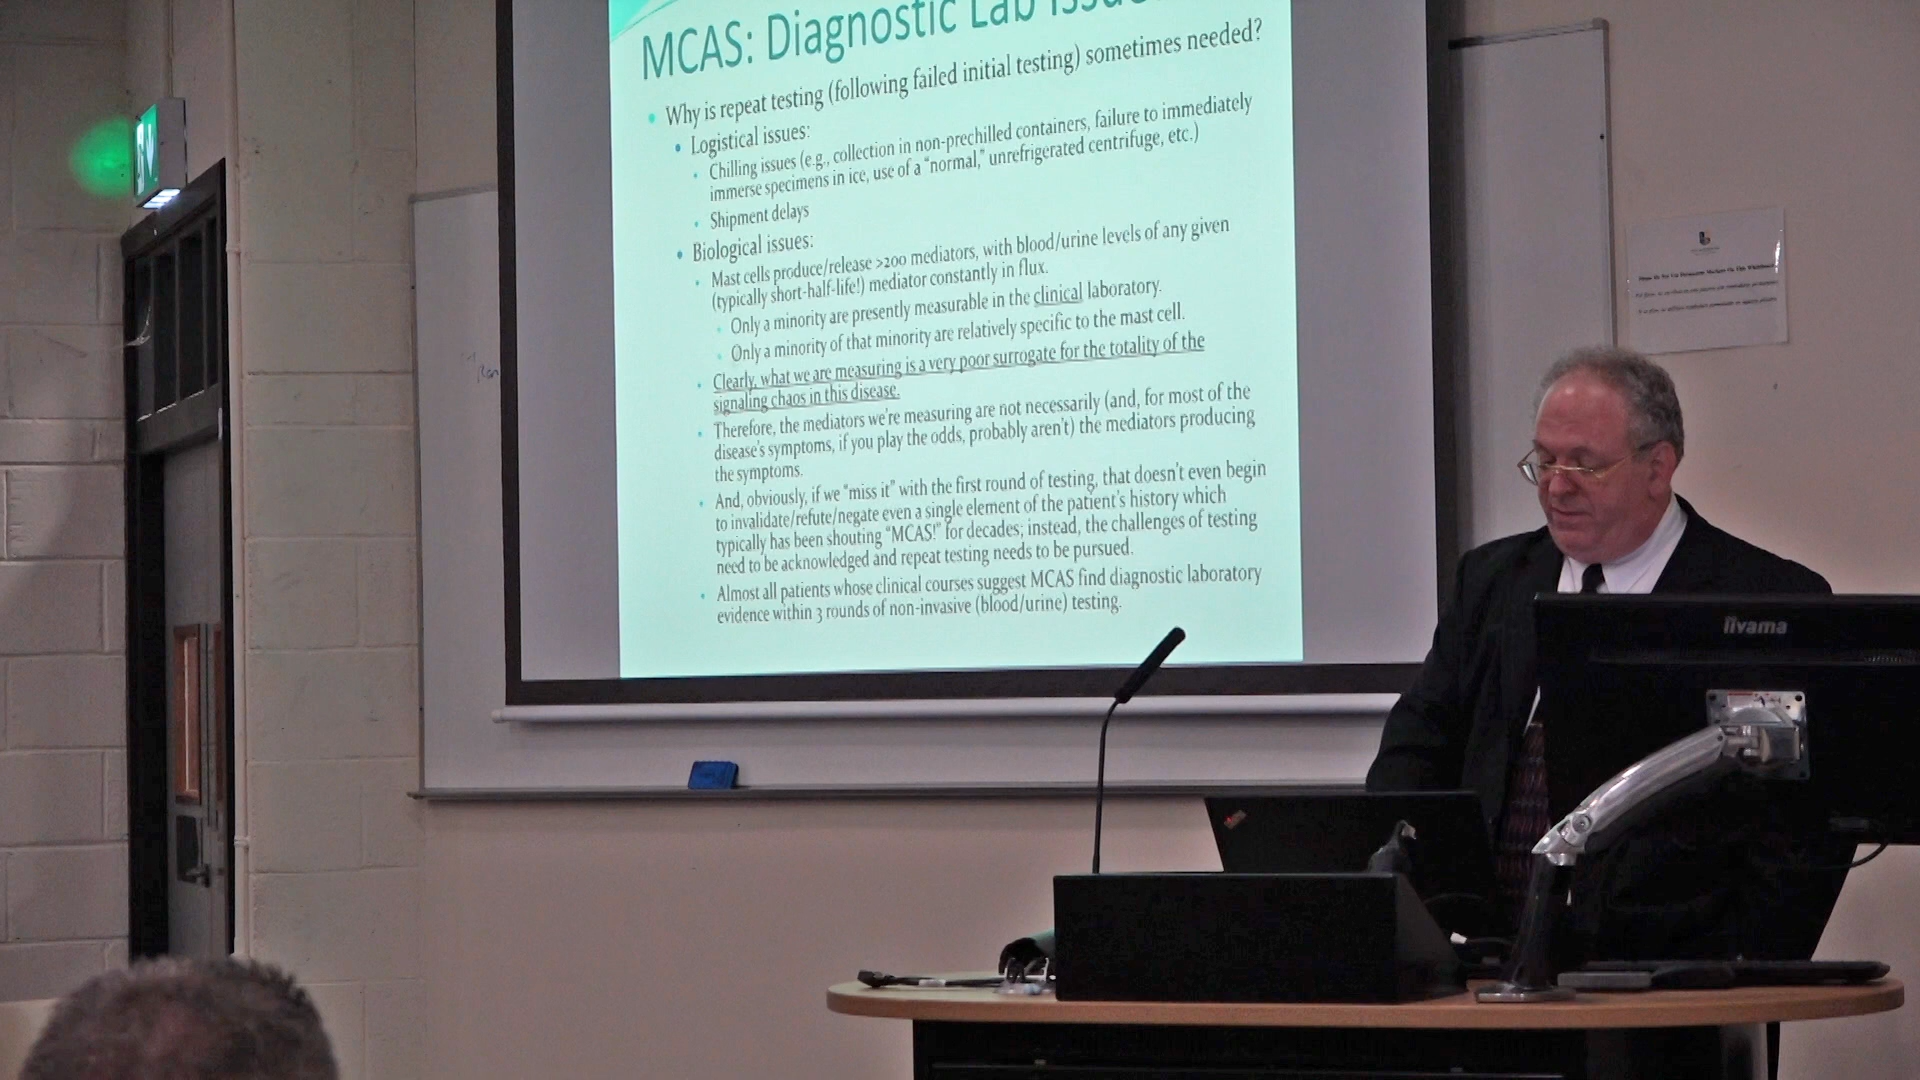 MCAS: Diagnostic Lab
Why is repeat testing (following failed initial testing) sometimes needed?
Logistical issues:
Chilling issues (e.g., collection in non-prechilled containers, failure to immediately
immerse specimens in ice, use of a “normal,” unrefrigerated centrifuge, etc.)
Shipment delays
Biological issues:
Mast cells produce/release >200 mediators, with blood/urine levels of any given
(typically short-half-life!) mediator constantly in flux.
Only a minority are presently measurable in the clinical laboratory.
Only a minority of that minority are relatively specific to the mast cell.
Clearly, what we are measuring is a very poor surrogate for the totality of the
signaling chaos in this disease.
Therefore, the mediators we’re measuring are not necessarily (and, for most of the
disease’s symptoms, if you play the odds, probably aren’t) the mediators producing
the symptoms.
And, obviously, if we “miss it” with the first round of testing, that doesn’t even begin
to invalidate/refute/negate even a single element of the patient’s history which
typically has been shouting “MCAS!” for decades; instead, the challenges of testing
need to be acknowledged and repeat testing needs to be pursued.
Almost all patients whose clinical courses suggest MCAS find diagnostic laboratory
evidence within 3 rounds of non-invasive (blood/urine) testing.
iiyama